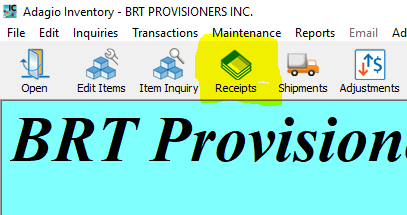 Adagio Inventory - BRT PROVISIONERS INC.
File Edit Inquiries Transactions Maintenance Reports Email Ad
Open Edit Items Item Inquiry Receipts Shipments Adjustments
BRT Provision